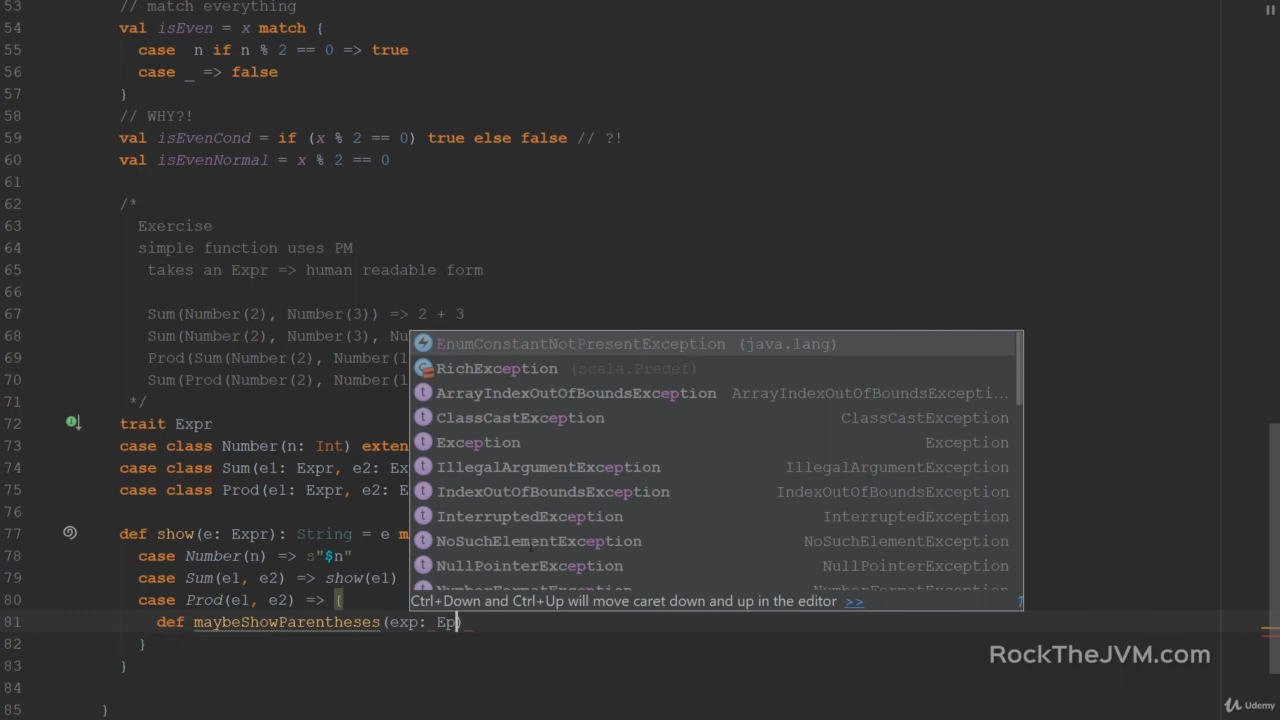 53 // match everything
54 val isEven = x match {
55 case n if n % 2 == 0 => true
56 case _ => false
57 }
58 // WHY?!
59 val isEvenCond = if (x % 2 == 0) true else false // ?!
60 val isEvenNormal = x % 2 == 0
61
62 /*
63 Exercise
64 simple function uses PM
65 takes an Expr => human readable form
66
67 Sum(Number(2), Number(3)) => 2 + 3
68 Sum(Number(2), Number(3), Nu
69 Prod(Sum(Number(2), Number(1
70 Sum(Prod(Number(2), Number(1
71 */
72 trait Expr
73 case class Number(n: Int) exten
74 case class Sum(e1: Expr, e2: Ex
75 case class Prod(e1: Expr, e2: E
76
77 def show(e: Expr): String = e m
78 case Number(n) => s"$n"
79 case Sum(e1, e2) => show(e1)
80 case Prod(e1, e2) => {
81 def maybeShowParentheses(exp: Ep)
82 }
83 }
84
85 }
EnumConstantNotPresentException (java.lang)
RichException (scala.Predef)
ArrayIndexOutOfBoundsException ArrayIndexOutOfBoundsExcepti...
ClassCastException ClassCastException
Exception Exception
IllegalArgumentException IllegalArgumentException
IndexOutOfBoundsException IndexOutOfBoundsException
InterruptedException InterruptedException
NoSuchElementException NoSuchElementException
NullPointerException NullPointerException
NumberFormatException NumberFormatException
Ctrl+Down and Ctrl+Up will move caret down and up in the editor >>
RockTheJVM.com
Udemy